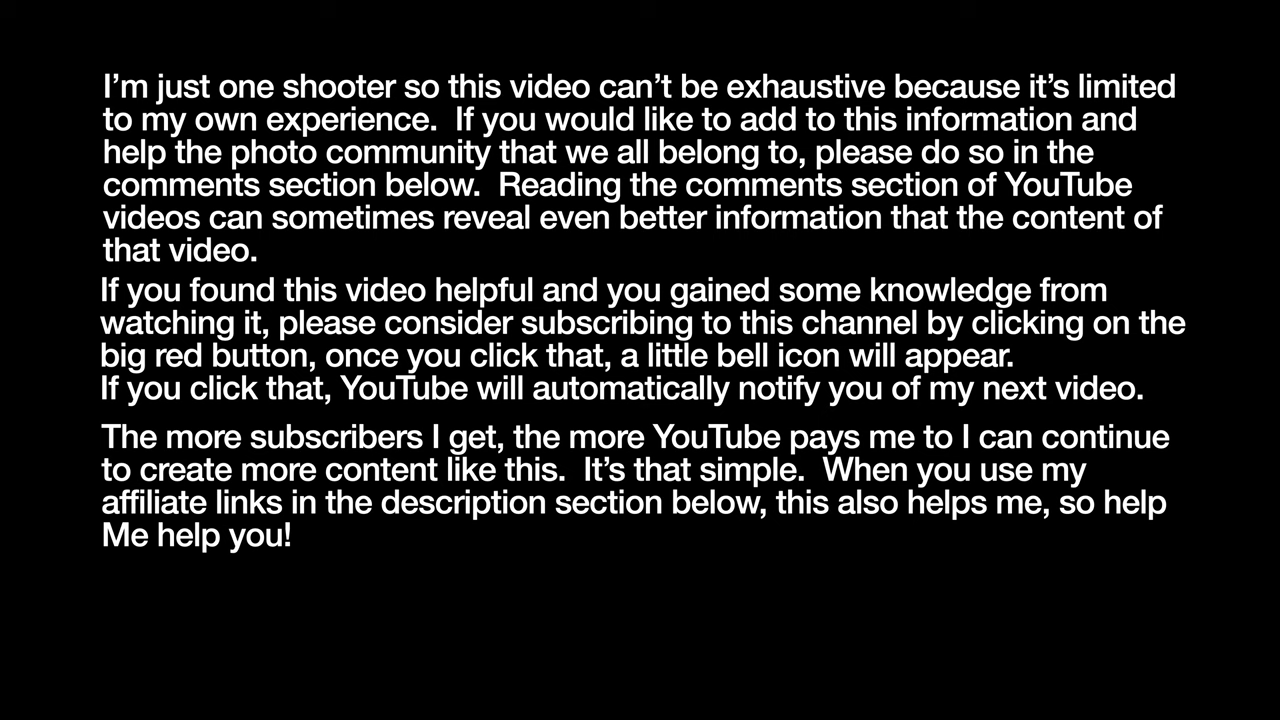 I'm just one shooter so this video can't be exhaustive because it's limited
to my own experience.  If you would like to add to this information and
help the photo community that we all belong to, please do so in the
comments section below.  Reading the comments section of YouTube
videos can sometimes reveal even better information that the content of
that video.
If you found this video helpful and you gained some knowledge from
watching it, please consider subscribing to this channel by clicking on the
big red button, once you click that, a little bell icon will appear.
If you click that, YouTube will automatically notify you of my next video.
The more subscribers I get, the more YouTube pays me to I can continue
to create more content like this.  It's that simple.  When you use my
affiliate links in the description section below, this also helps me, so help
Me help you!